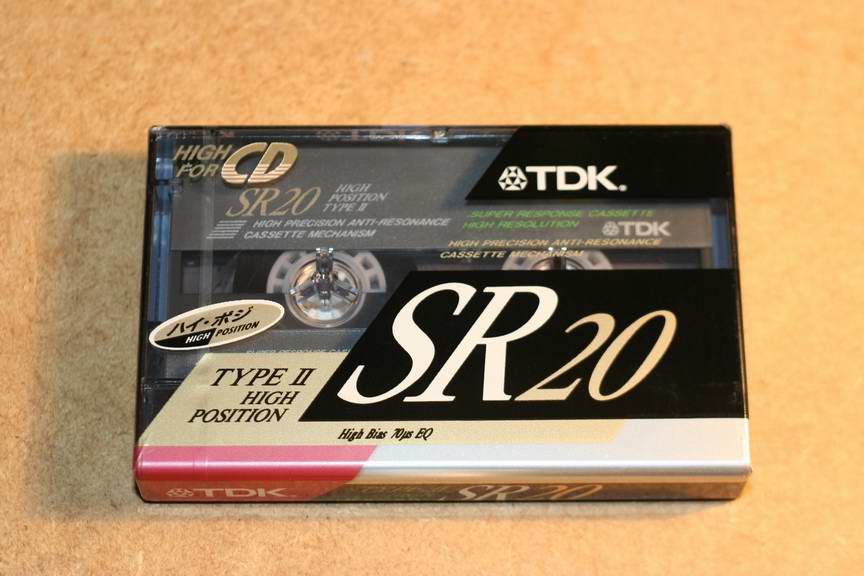 HIGH
FOR CD
TDK.
SR20
HIGH
POSITION
TYPE II
HIGH PRECISION ANTI-RESONANCE
CASSETTE MECHANISM
SUPER RESPONSE CASSETTE
HIGH RESOLUTION
TDK
HIGH PRECISION ANTI-RESONANCE
CASSETTE MECHANISM
ハイ・ポジ
HIGH POSITION
SR20
TYPE II
HIGH
POSITION
High Bias 70μs EQ
TDK.
SR20